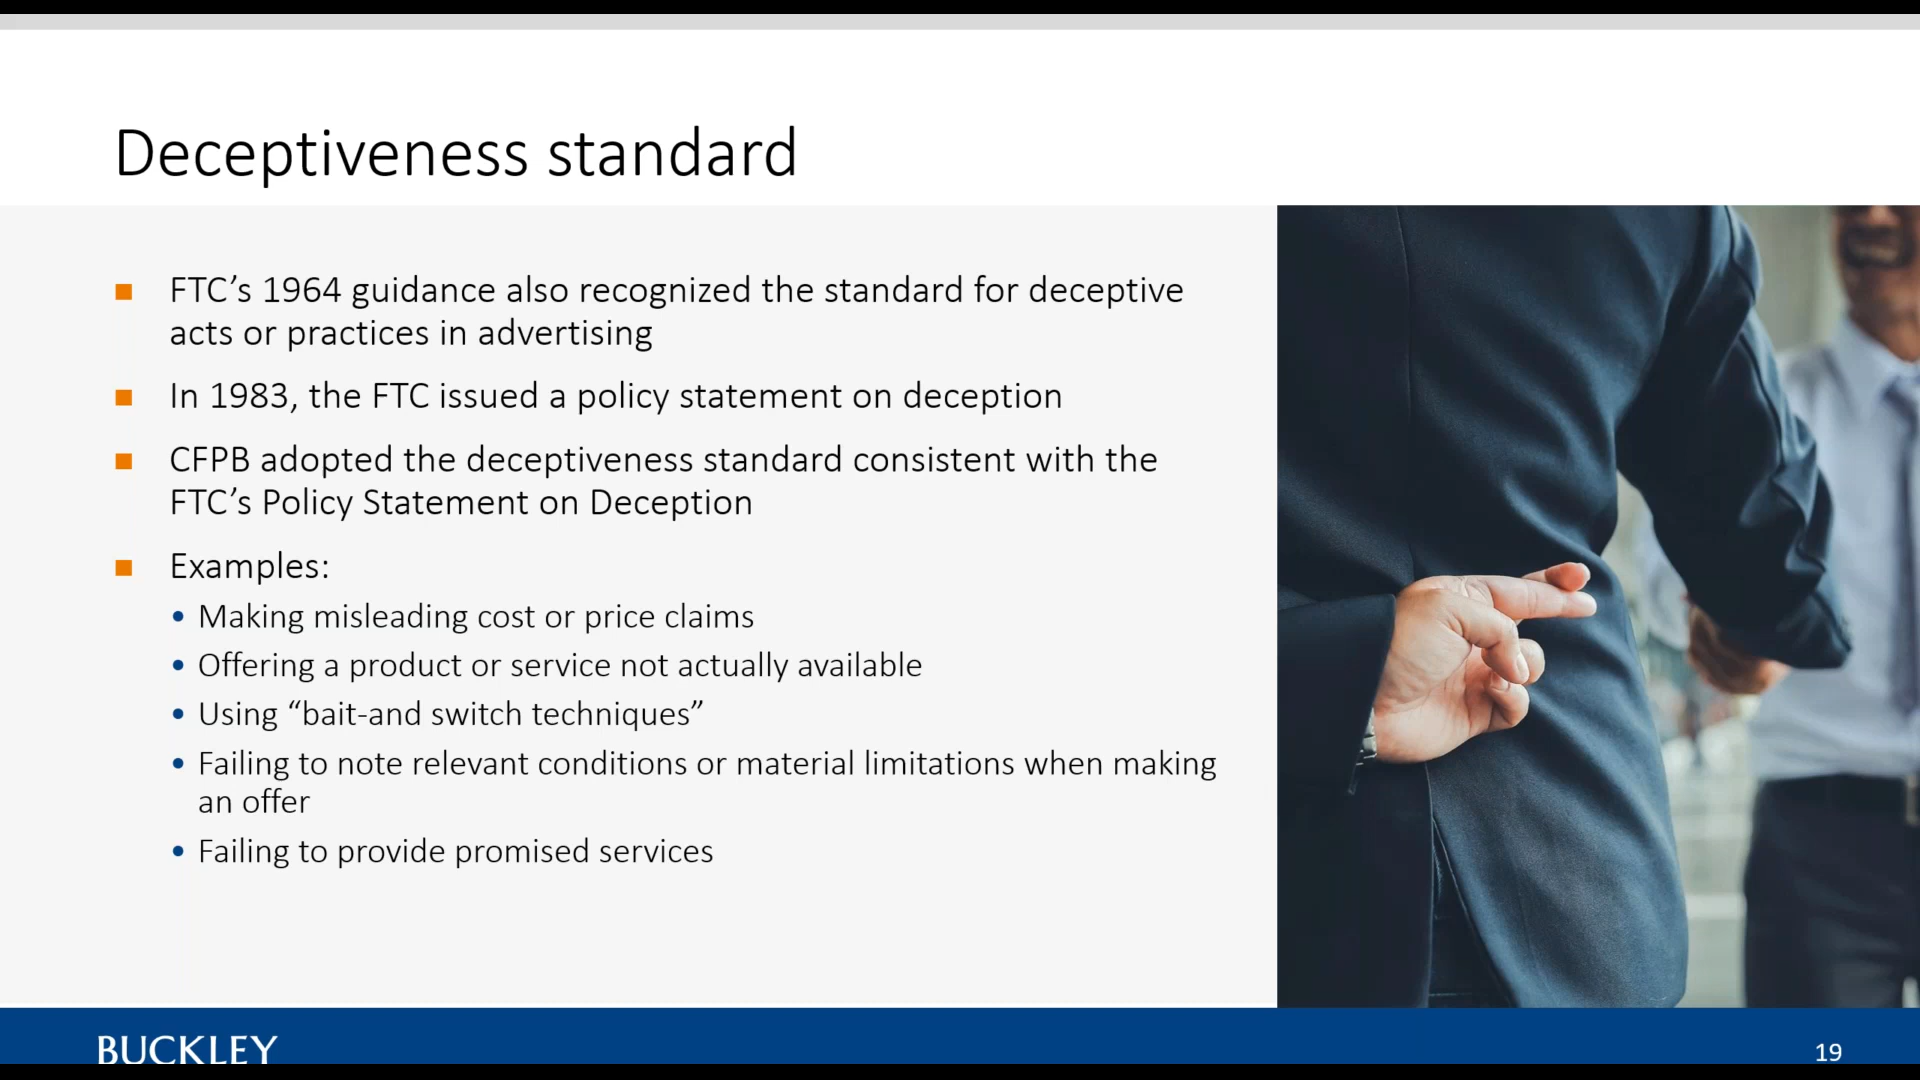 Deceptiveness standard
FTC’s 1964 guidance also recognized the standard for deceptive
acts or practices in advertising
In 1983, the FTC issued a policy statement on deception
CFPB adopted the deceptiveness standard consistent with the
FTC’s Policy Statement on Deception
Examples:
Making misleading cost or price claims
Offering a product or service not actually available
Using “bait-and switch techniques”
Failing to note relevant conditions or material limitations when making
an offer
Failing to provide promised services
BUCKLEY
19